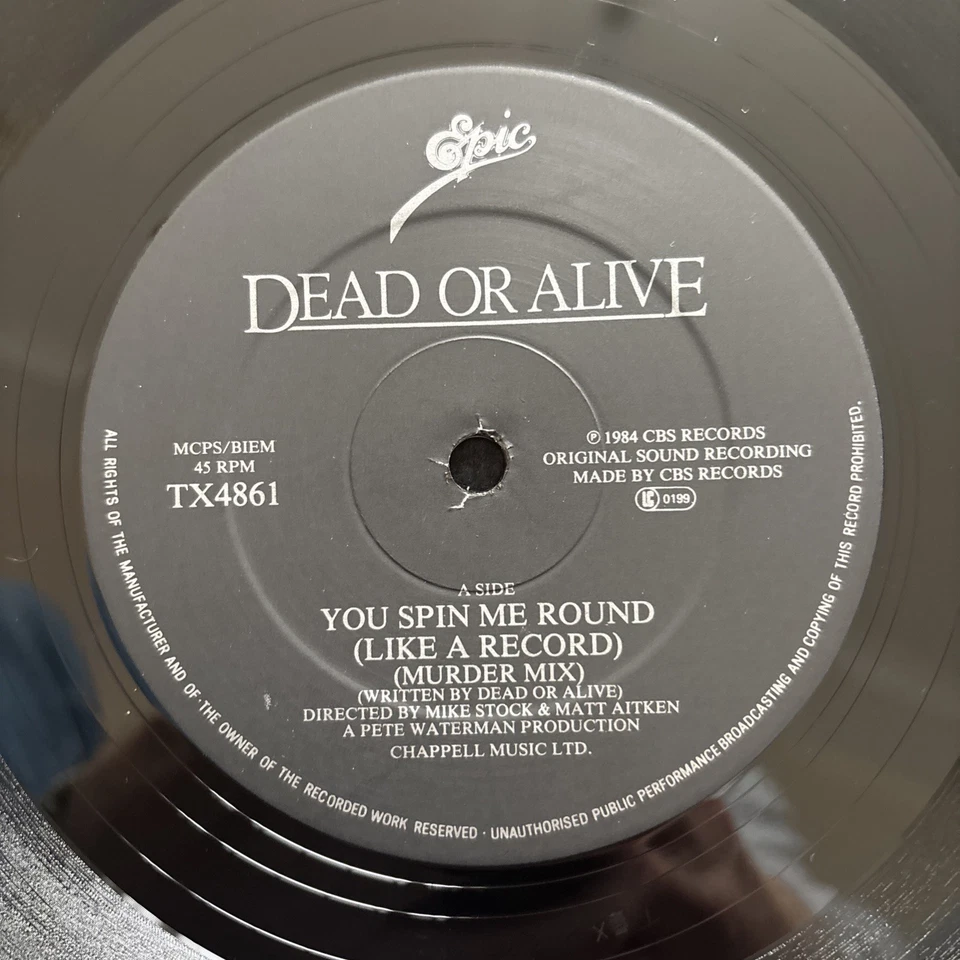 Epic
DEAD OR ALIVE
MCPS/BIEM
45 RPM
TX4861
℗ 1984 CBS RECORDS
ORIGINAL SOUND RECORDING
MADE BY CBS RECORDS
LC 0199
A SIDE
YOU SPIN ME ROUND
(LIKE A RECORD)
(MURDER MIX)
(WRITTEN BY DEAD OR ALIVE)
DIRECTED BY MIKE STOCK & MATT AITKEN
A PETE WATERMAN PRODUCTION
CHAPPELL MUSIC LTD.
ALL RIGHTS OF THE MANUFACTURER AND OF THE OWNER OF THE RECORDED WORK RESERVED · UNAUTHORISED PUBLIC PERFORMANCE BROADCASTING AND COPYING OF THIS RECORD PROHIBITED.